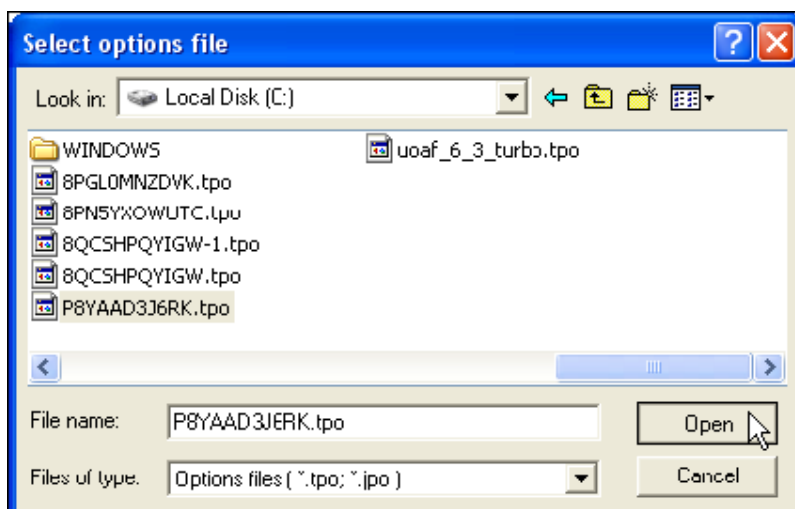 Select options file
Look in: Local Disk (C:)
WINDOWS
8PGL0MNZDVK.tpo
8PN5YXOWUTC.tpo
8QCSHPQYIGW-1.tpo
8QCSHPQYIGW.tpo
P8YAAD3J6RK.tpo
uoaf_6_3_turbo.tpo
File name: P8YAAD3J6RK.tpo
Open
Files of type: Options files ( *.tpo; *.jpo )
Cancel